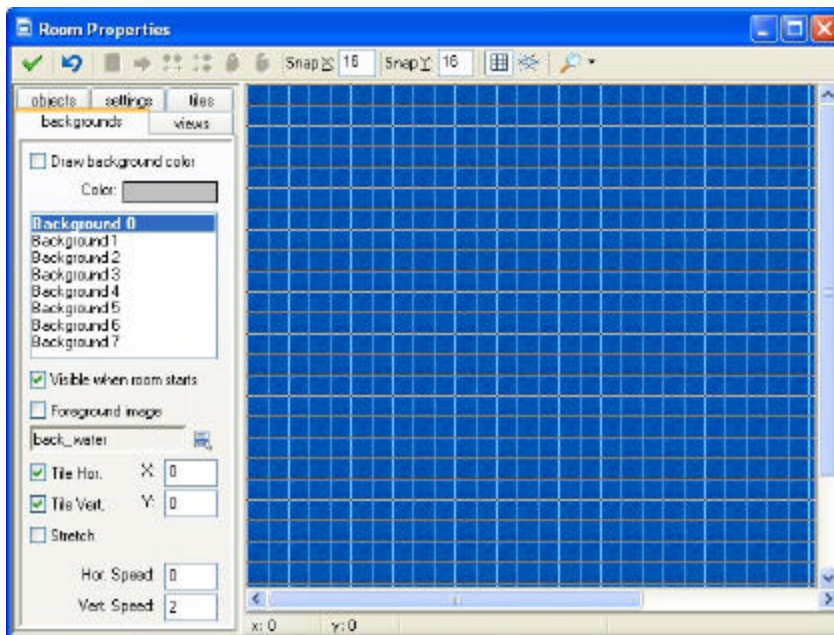 Room Properties
Snap X 16 Snap Y 16
objects settings tiles
backgrounds views
Draw background color
Color:
Background 0
Background 1
Background 2
Background 3
Background 4
Background 5
Background 6
Background 7
Visible when room starts
Foreground image
back_water
Tile Hor. X: 0
Tile Vert. Y: 0
Stretch
Hor. Speed: 0
Vert. Speed: 2
x: 0 y: 0